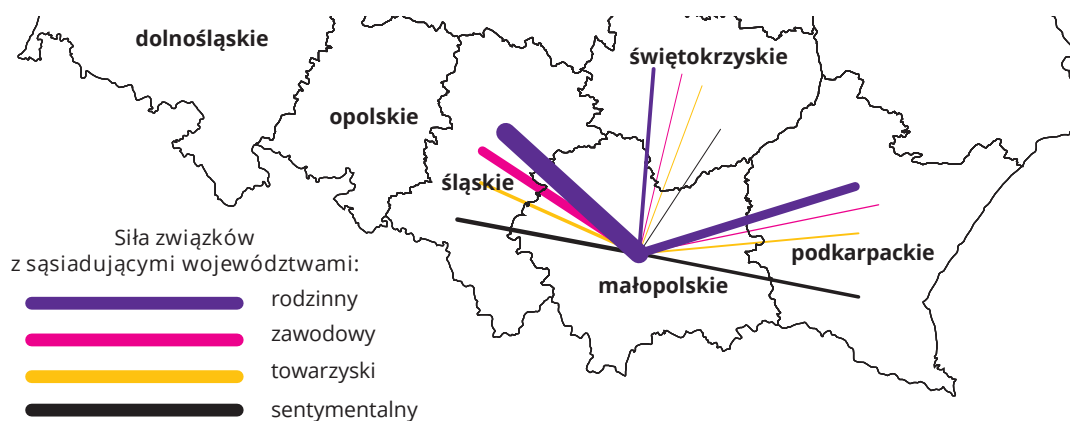 dolnośląskie
świętokrzyskie
opolskie
śląskie
podkarpackie
małopolskie
Siła związków
z sąsiadującymi województwami:
rodzinny
zawodowy
towarzyski
sentymentalny